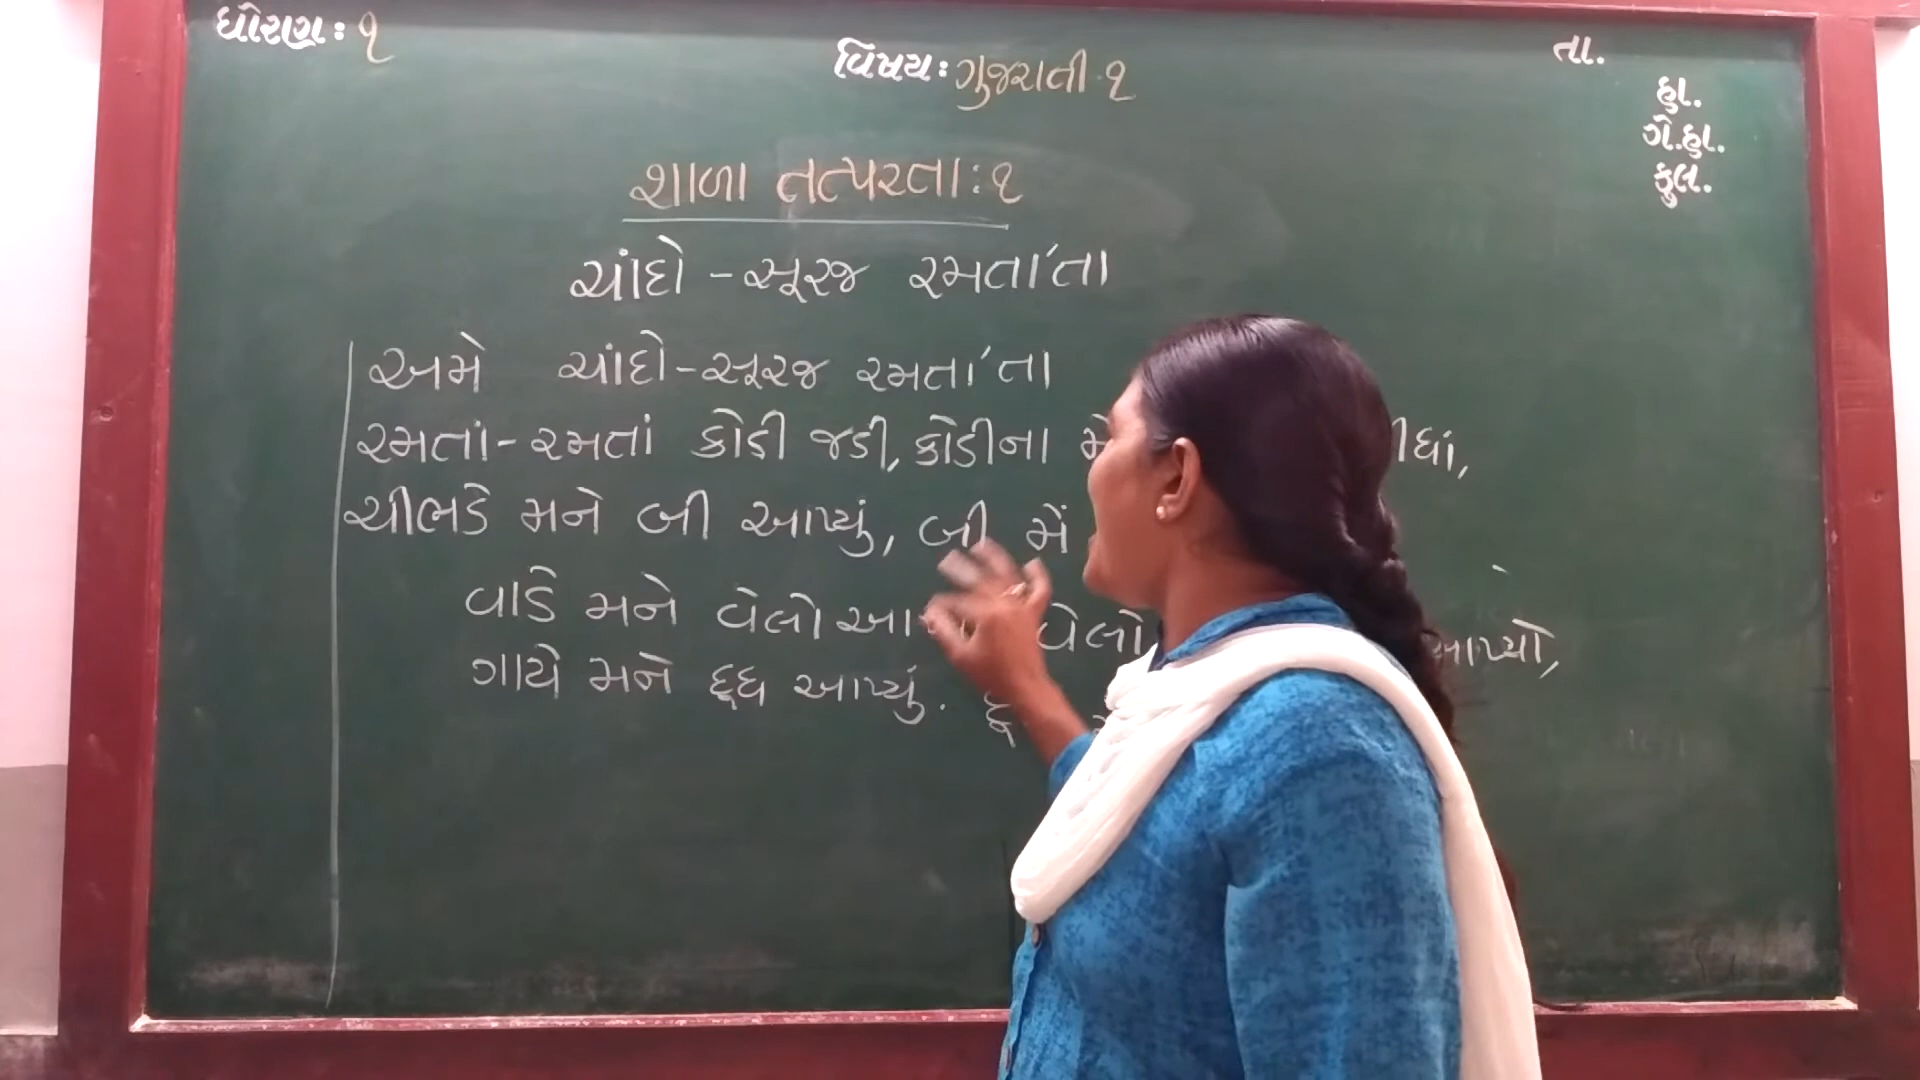 ધોરણ: ૧
વિષય: ગુજરાતી-૧
તા.
હા.
ગે.હા.
કુલ.
શાળા તત્પરતા: ૧
ચાંદો - સૂરજ રમતા'તા
અમે ચાંદો - સૂરજ રમતા'તા
રમતાં - રમતાં કોડી જડી, કોડીના
ચીભડે મને બી આપ્યું, બી મેં
વાડે મને વેલો વેલો આપ્યો,
ગાયે મને દૂધ આપ્યું.